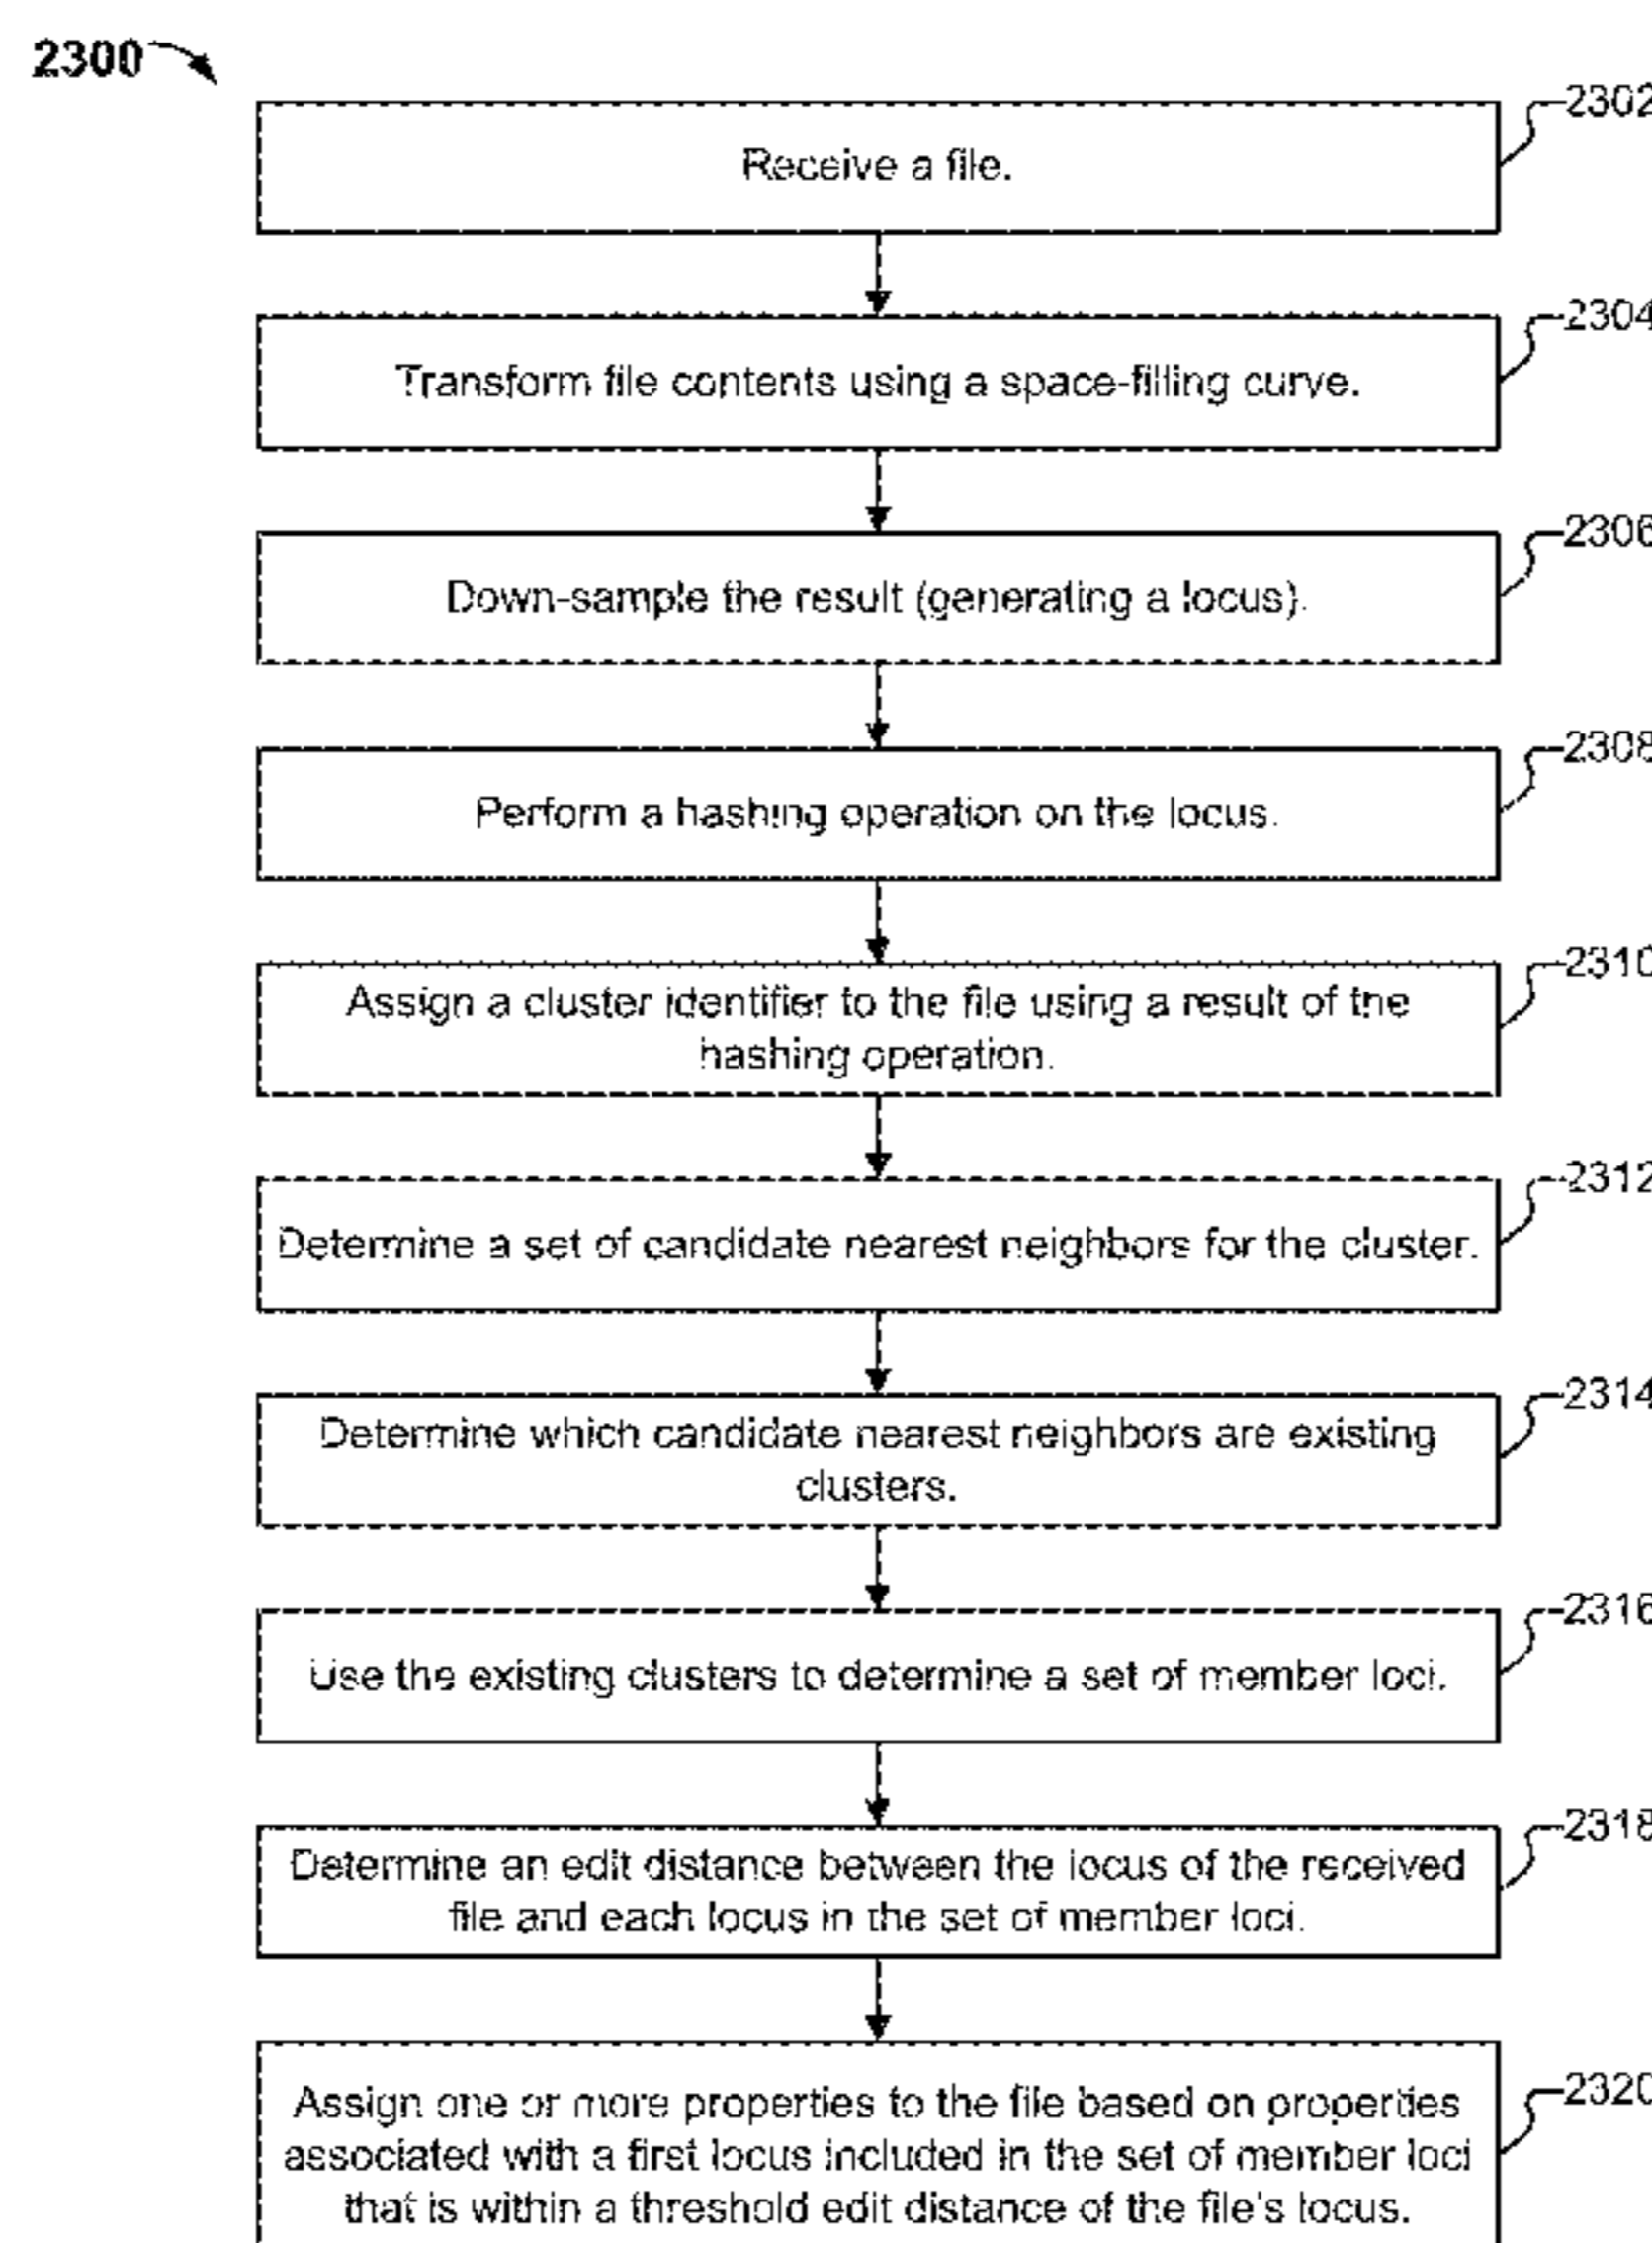 2300
2302
Receive a file.
2304
Transform file contents using a space-filling curve.
2306
Down-sample the result (generating a locus).
2308
Perform a hashing operation on the locus.
2310
Assign a cluster identifier to the file using a result of the
hashing operation.
2312
Determine a set of candidate nearest neighbors for the cluster.
2314
Determine which candidate nearest neighbors are existing
clusters.
2316
Use the existing clusters to determine a set of member loci.
2318
Determine an edit distance between the locus of the received
file and each locus in the set of member loci.
2320
Assign one or more properties to the file based on properties
associated with a first locus included in the set of member loci
that is within a threshold edit distance of the file's locus.